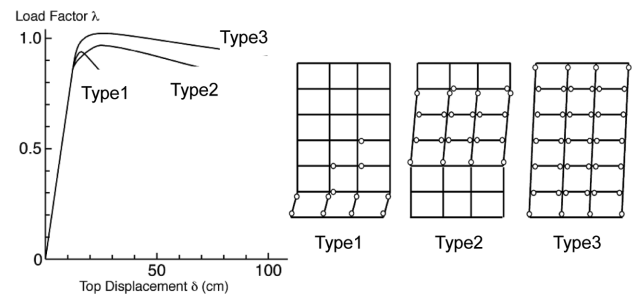 Load Factor λ
1.0
Type3
Type1
Type2
0.5
0
50
100
Top Displacement δ (cm)
Type1
Type2
Type3